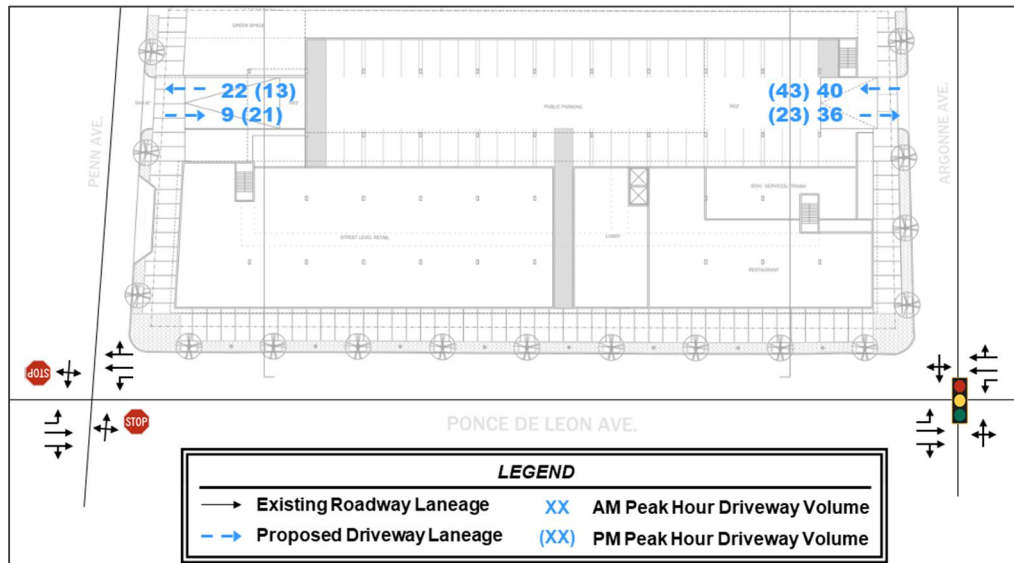 GREEN SPACE
22 (13)
9 (21)
(43) 40
(23) 36
PUBLIC PARKING
PENN AVE.
ARGONNE AVE.
STREET LEVEL RETAIL
LOBBY
RESTAURANT
STOP
STOP
PONCE DE LEON AVE.
LEGEND
Existing Roadway Laneage
XX AM Peak Hour Driveway Volume
Proposed Driveway Laneage
(XX) PM Peak Hour Driveway Volume